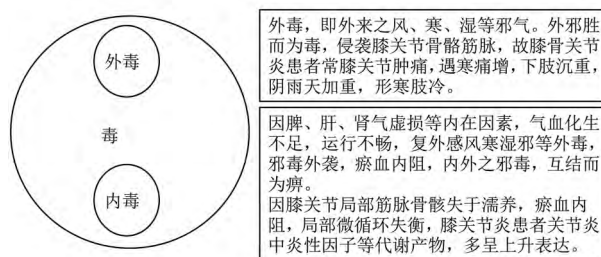 外毒
毒
内毒
外毒，即外来之风、寒、湿等邪气。外邪胜
而为毒，侵袭膝关节骨骼筋脉，故膝骨关节
炎患者常膝关节肿痛，遇寒痛增，下肢沉重，
阴雨天加重，形寒肢冷。
因脾、肝、肾气虚损等内在因素，气血化生
不足，运行不畅，复外感风寒湿邪等外毒，
邪毒外袭，瘀血内阻，内外之邪毒，互结而
为痹。
因膝关节局部筋脉骨骸失于濡养，瘀血内
阻，局部微循环失衡，膝关节炎患者关节炎
中炎性因子等代谢产物，多呈上升表达。